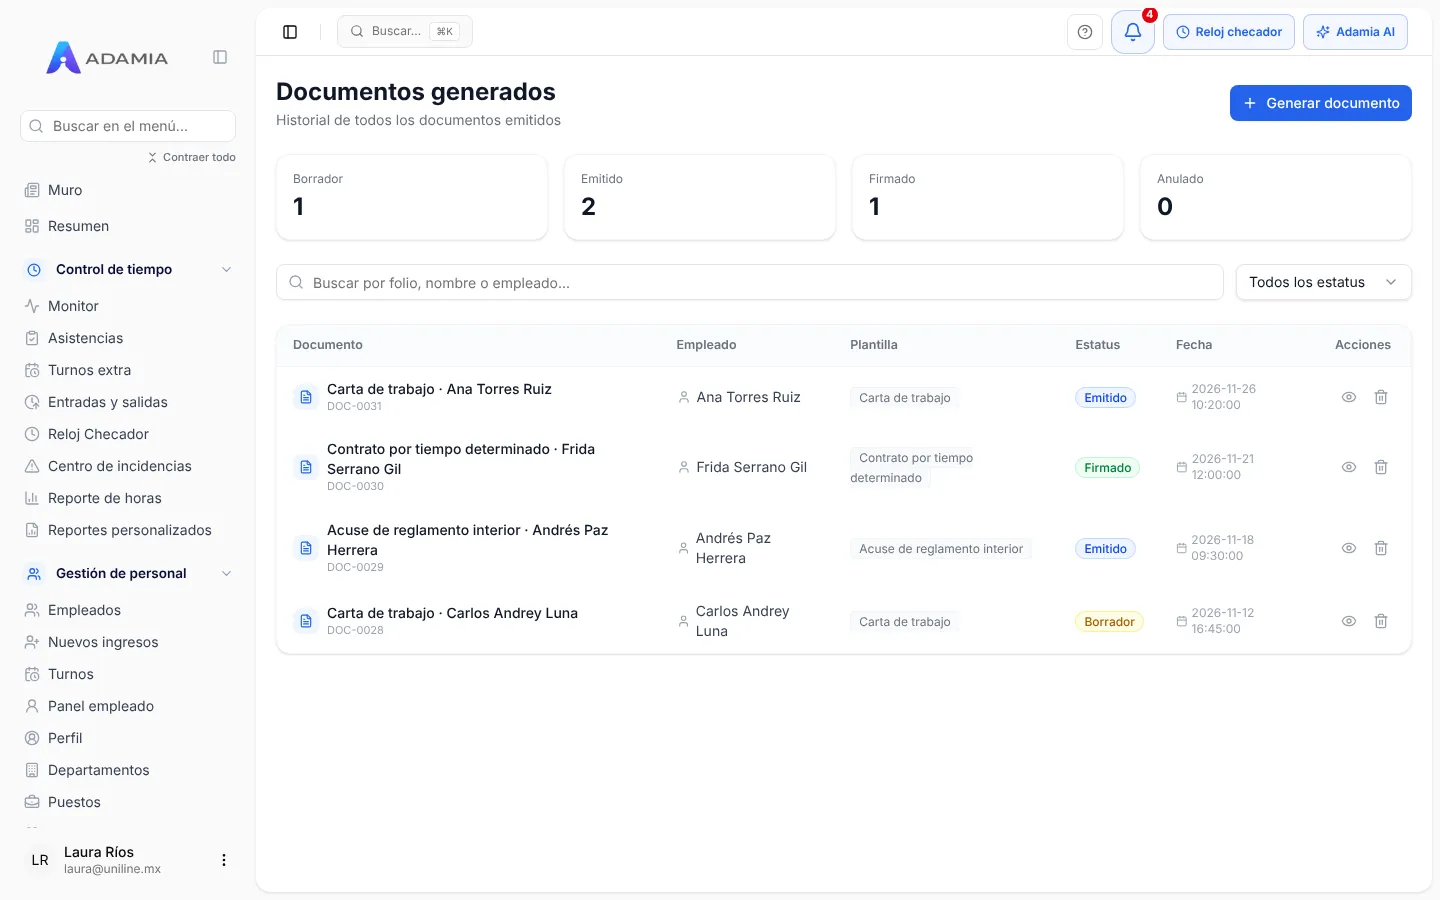 ADAMIA
Buscar en el menú...
Contraer todo
Muro
Resumen
Control de tiempo
Monitor
Asistencias
Turnos extra
Entradas y salidas
Reloj Checador
Centro de incidencias
Reporte de horas
Reportes personalizados
Gestión de personal
Empleados
Nuevos ingresos
Turnos
Panel empleado
Perfil
Departamentos
Puestos
LR
Laura Ríos
laura@uniline.mx
Buscar... ⌘K
4
Reloj checador
Adamia AI
Documentos generados
Historial de todos los documentos emitidos
Generar documento
Borrador
1
Emitido
2
Firmado
1
Anulado
0
Buscar por folio, nombre o empleado...
Todos los estatus
Documento Empleado Plantilla Estatus Fecha Acciones
Carta de trabajo · Ana Torres Ruiz
DOC-0031
Ana Torres Ruiz
Carta de trabajo
Emitido
2026-11-26
10:20:00
Contrato por tiempo determinado · Frida
Serrano Gil
DOC-0030
Frida Serrano Gil
Contrato por tiempo
determinado
Firmado
2026-11-21
12:00:00
Acuse de reglamento interior · Andrés Paz
Herrera
DOC-0029
Andrés Paz
Herrera
Acuse de reglamento interior
Emitido
2026-11-18
09:30:00
Carta de trabajo · Carlos Andrey Luna
DOC-0028
Carlos Andrey
Luna
Carta de trabajo
Borrador
2026-11-12
16:45:00